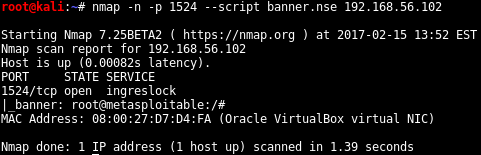 root@kali:~# nmap -n -p 1524 --script banner.nse 192.168.56.102
Starting Nmap 7.25BETA2 ( https://nmap.org ) at 2017-02-15 13:52 EST
Nmap scan report for 192.168.56.102
Host is up (0.00082s latency).
PORT     STATE SERVICE
1524/tcp open  ingreslock
|_banner: root@metasploitable:/#
MAC Address: 08:00:27:D7:D4:FA (Oracle VirtualBox virtual NIC)
Nmap done: 1 IP address (1 host up) scanned in 1.39 seconds